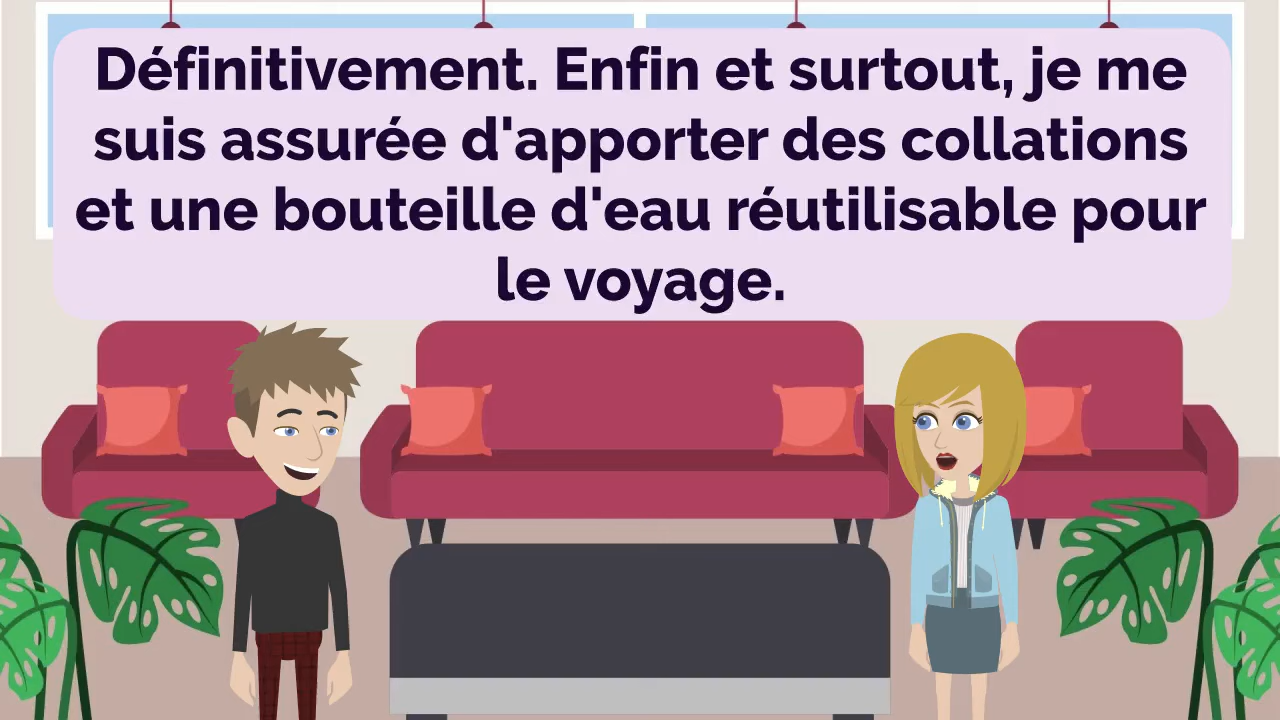 Définitivement. Enfin et surtout, je me
suis assurée d'apporter des collations
et une bouteille d'eau réutilisable pour
le voyage.